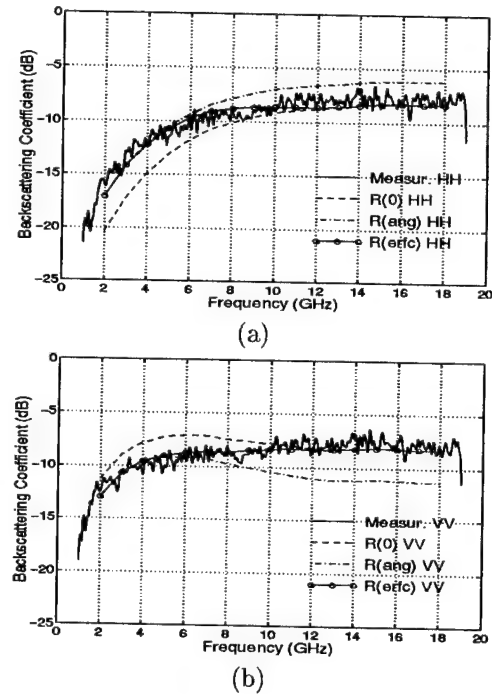 0
−5
−10
−15
−20
−25
Backscattering Coefficient (dB)
Measur. HH
R(0) HH
R(ang) HH
R(erfc) HH
0 2 4 6 8 10 12 14 16 18 20
Frequency (GHz)
(a)
0
−5
−10
−15
−20
−25
Backscattering Coefficient (dB)
Measur. VV
R(0) VV
R(ang) VV
R(erfc) VV
0 2 4 6 8 10 12 14 16 18 20
Frequency (GHz)
(b)